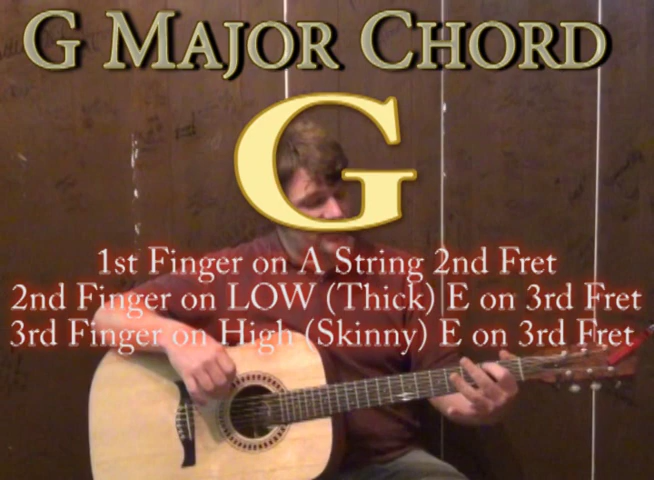 G MAJOR CHORD
G
1st Finger on A String 2nd Fret
2nd Finger on LOW (Thick) E on 3rd Fret
3rd Finger on High (Skinny) E on 3rd Fret